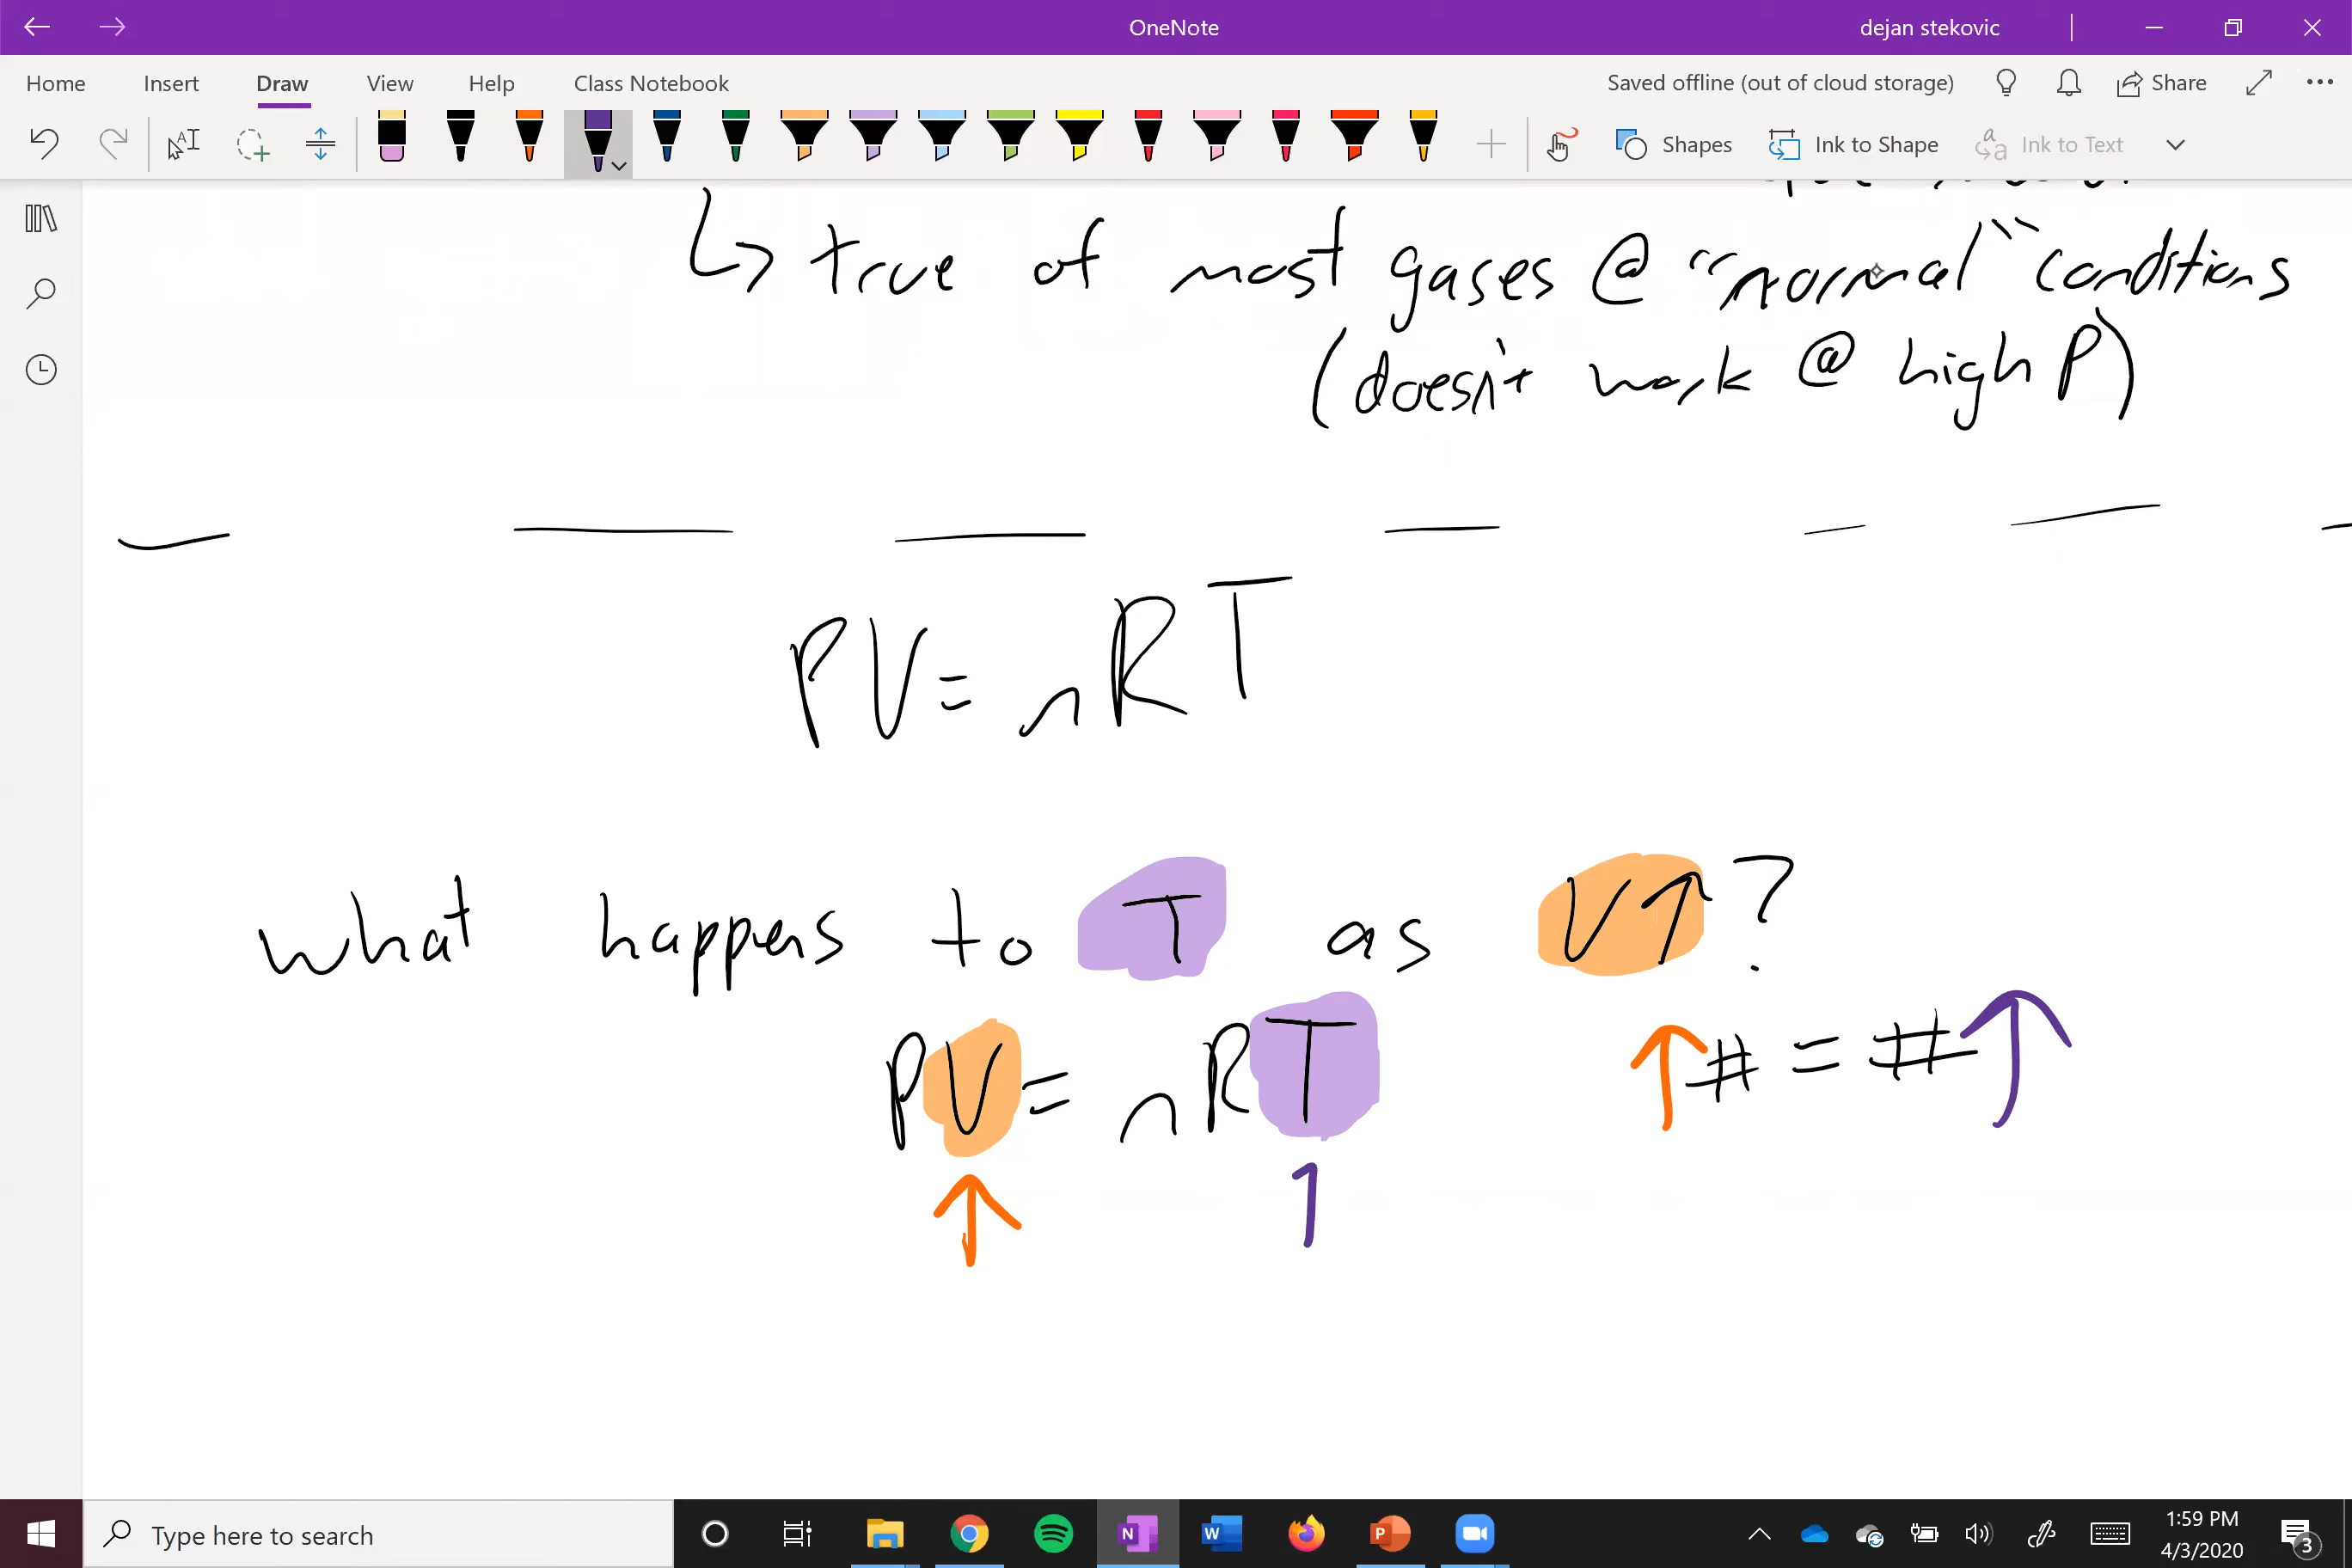 OneNote
dejan stekovic
Home Insert Draw View Help Class Notebook
Saved offline (out of cloud storage)
Share
Shapes
Ink to Shape
Ink to Text
↳ true of most gases @ "normal" conditions
(doesn't work @ high P)
PV = nRT
what happens to T as V↑?
PV = nRT
↑# = #↑
↑ ↑
Type here to search
1:59 PM
4/3/2020
3